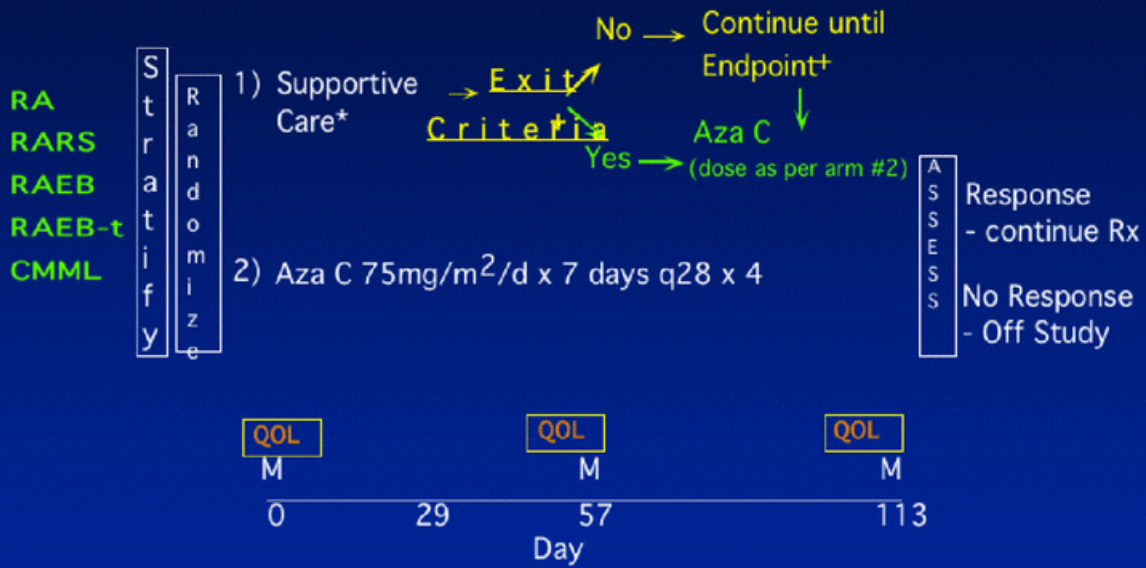 RA
RARS
RAEB
RAEB-t
CMML
Stratify
Randomize
1) Supportive
Care*
Exit
Criteria
+
No
Continue until
Endpoint+
Yes
Aza C
(dose as per arm #2)
2) Aza C 75mg/m²/d x 7 days q28 x 4
ASSESS
Response
- continue Rx
No Response
- Off Study
QOL QOL QOL
M M M
0 29 57 113
Day